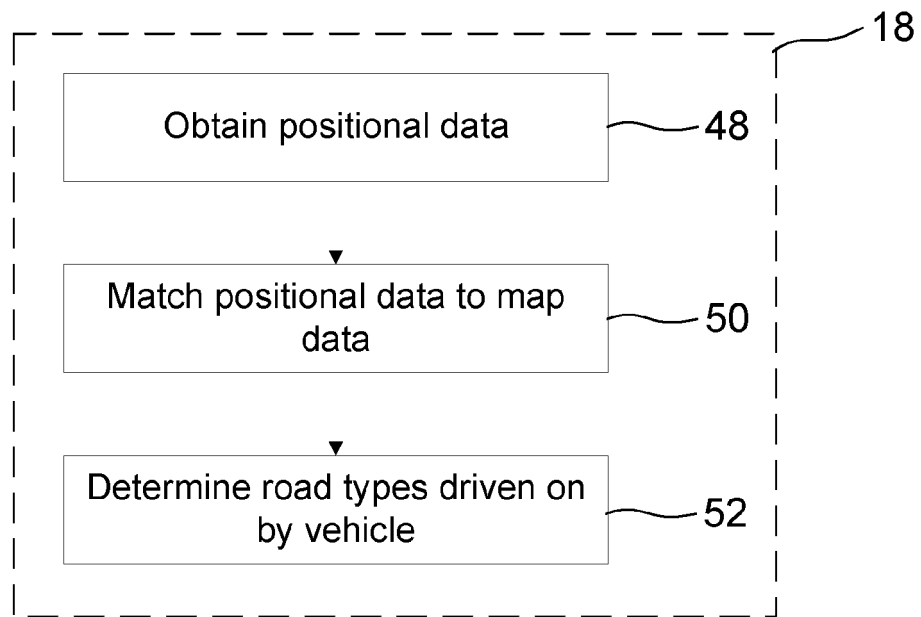 18
Obtain positional data
48
Match positional data to map
data
50
Determine road types driven on
by vehicle
52